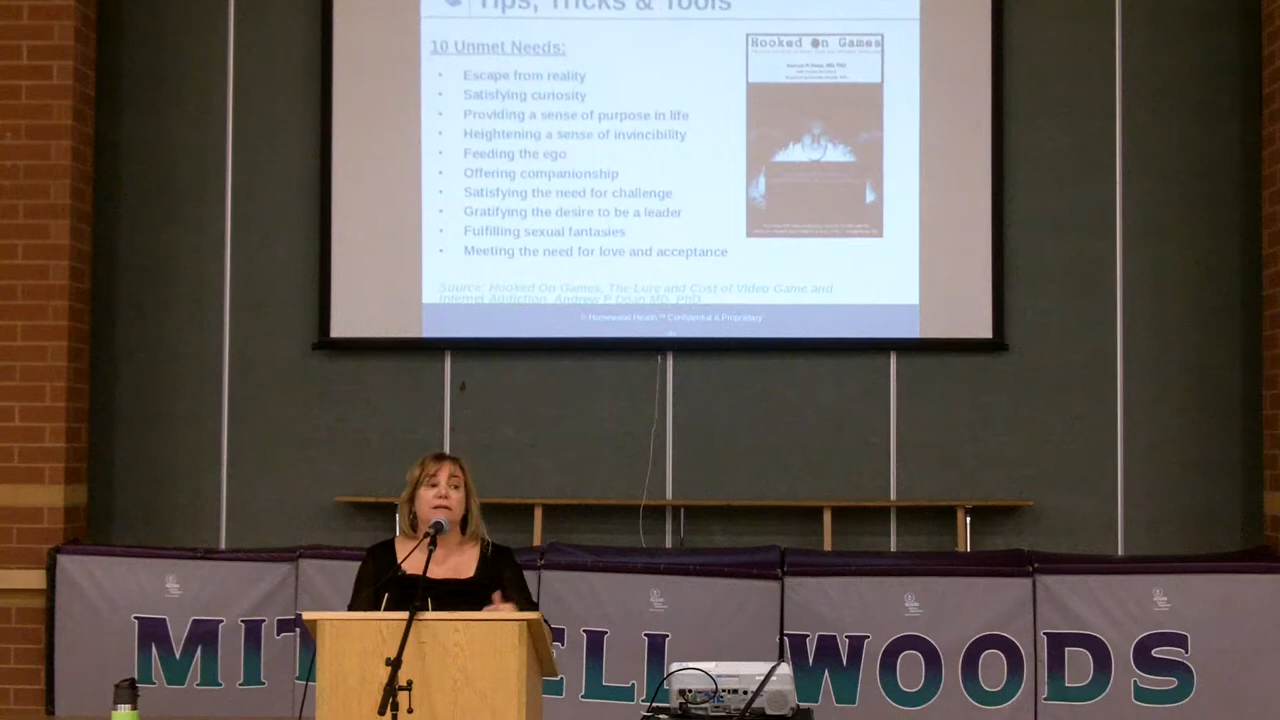 Tips, Tricks & Tools
10 Unmet Needs:
• Escape from reality
• Satisfying curiosity
• Providing a sense of purpose in life
• Heightening a sense of invincibility
• Feeding the ego
• Offering companionship
• Satisfying the need for challenge
• Gratifying the desire to be a leader
• Fulfilling sexual fantasies
• Meeting the need for love and acceptance
Hooked On Games
Source: Hooked On Games, The Lure and Cost of Video Game and
Internet Addiction, Andrew P Doan MD, PhD
© Homewood Health™ Confidential & Proprietary
MIT ELL WOODS